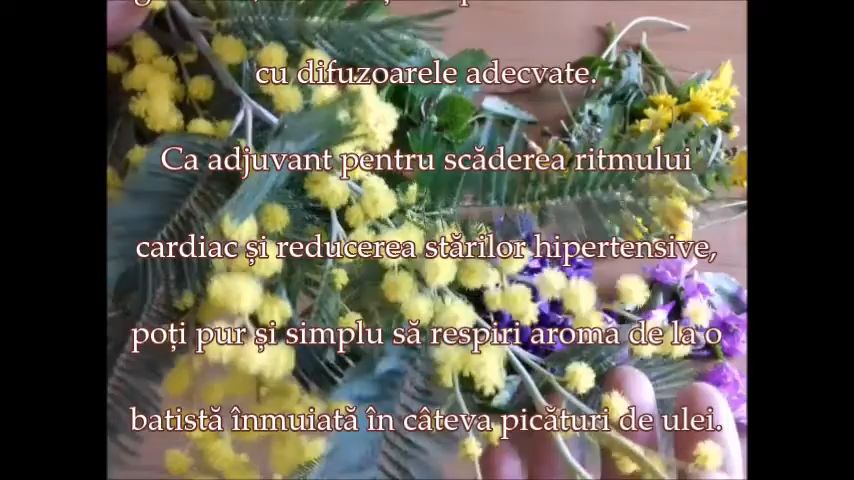 cu difuzoarele adecvate.
Ca adjuvant pentru scăderea ritmului
cardiac și reducerea stărilor hipertensive,
poți pur și simplu să respiri aroma de la o
batistă înmuiată în câteva picături de ulei.